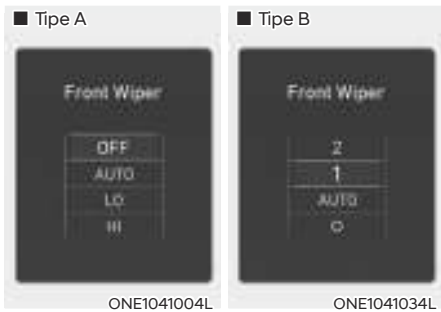 ■ Tipe A
Front Wiper
OFF
AUTO
LO
HI
ONE1041004L
■ Tipe B
Front Wiper
2
1
AUTO
O
ONE1041034L